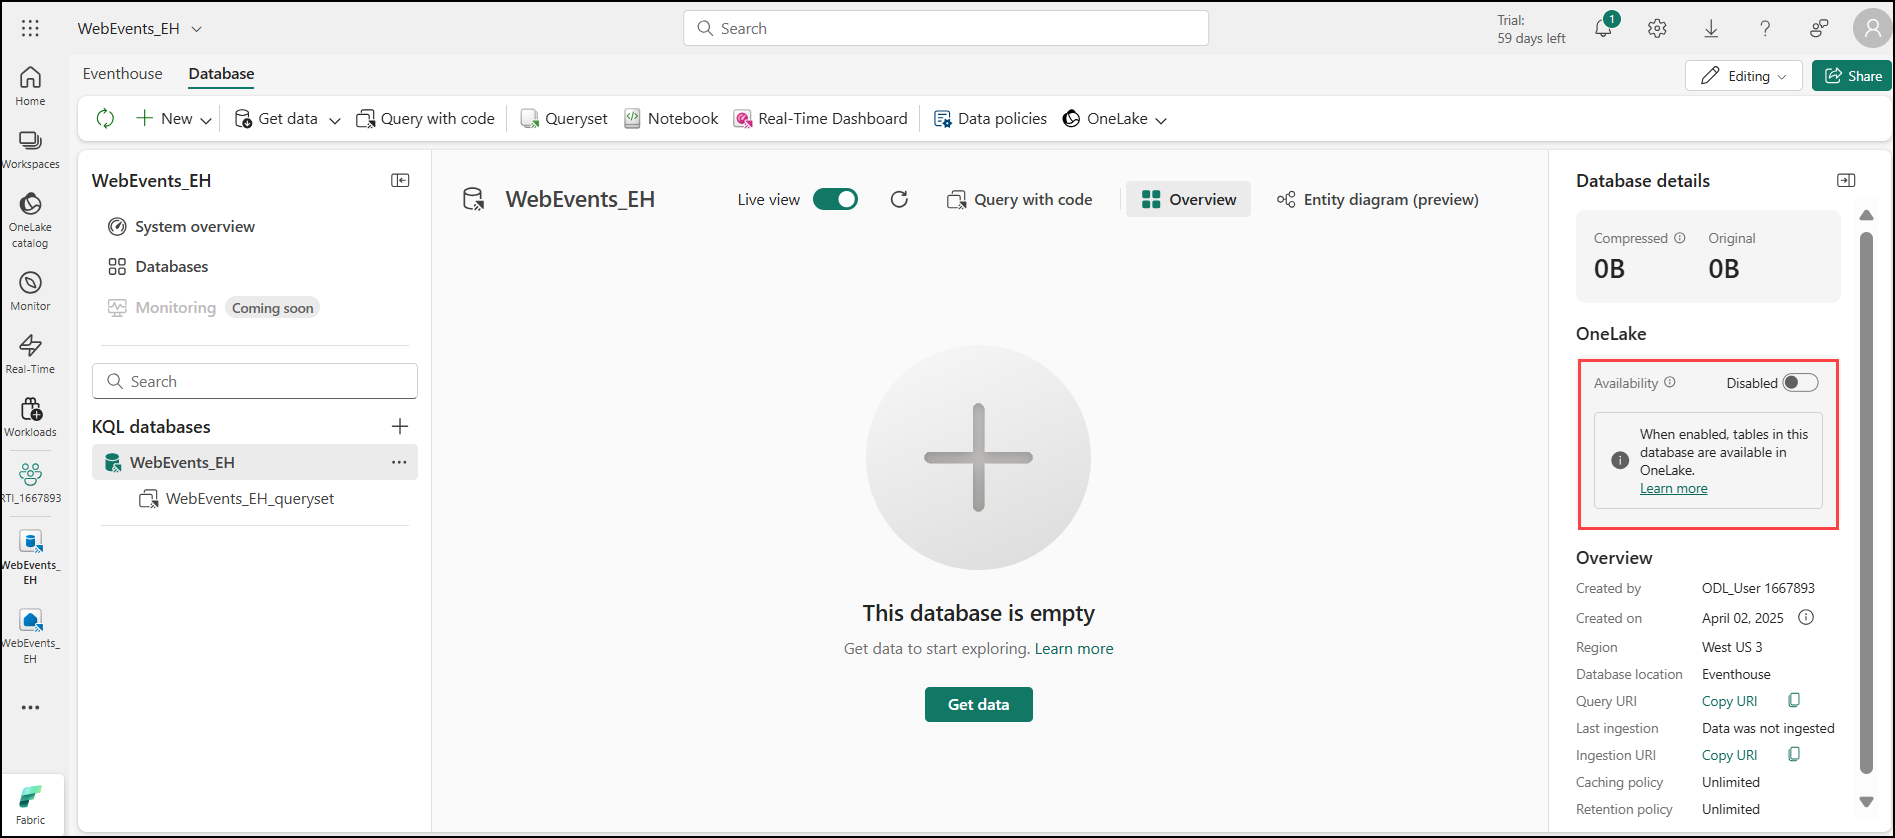 WebEvents_EH
Search
Trial:
59 days left
1
Home
Workspaces
OneLake
catalog
Monitor
Real-Time
Workloads
RTI_1667893
WebEvents_
EH
WebEvents_
EH
Fabric
Eventhouse
Database
Editing
Share
New
Get data
Query with code
Queryset
Notebook
Real-Time Dashboard
Data policies
OneLake
WebEvents_EH
System overview
Databases
Monitoring
Coming soon
Search
KQL databases
WebEvents_EH
WebEvents_EH_queryset
WebEvents_EH
Live view
Query with code
Overview
Entity diagram (preview)
This database is empty
Get data to start exploring. Learn more
Get data
Database details
Compressed
Original
0B
0B
OneLake
Availability
Disabled
When enabled, tables in this
database are available in
OneLake.
Learn more
Overview
Created by ODL_User 1667893
Created on April 02, 2025
Region West US 3
Database location Eventhouse
Query URI Copy URI
Last ingestion Data was not ingested
Ingestion URI Copy URI
Caching policy Unlimited
Retention policy Unlimited